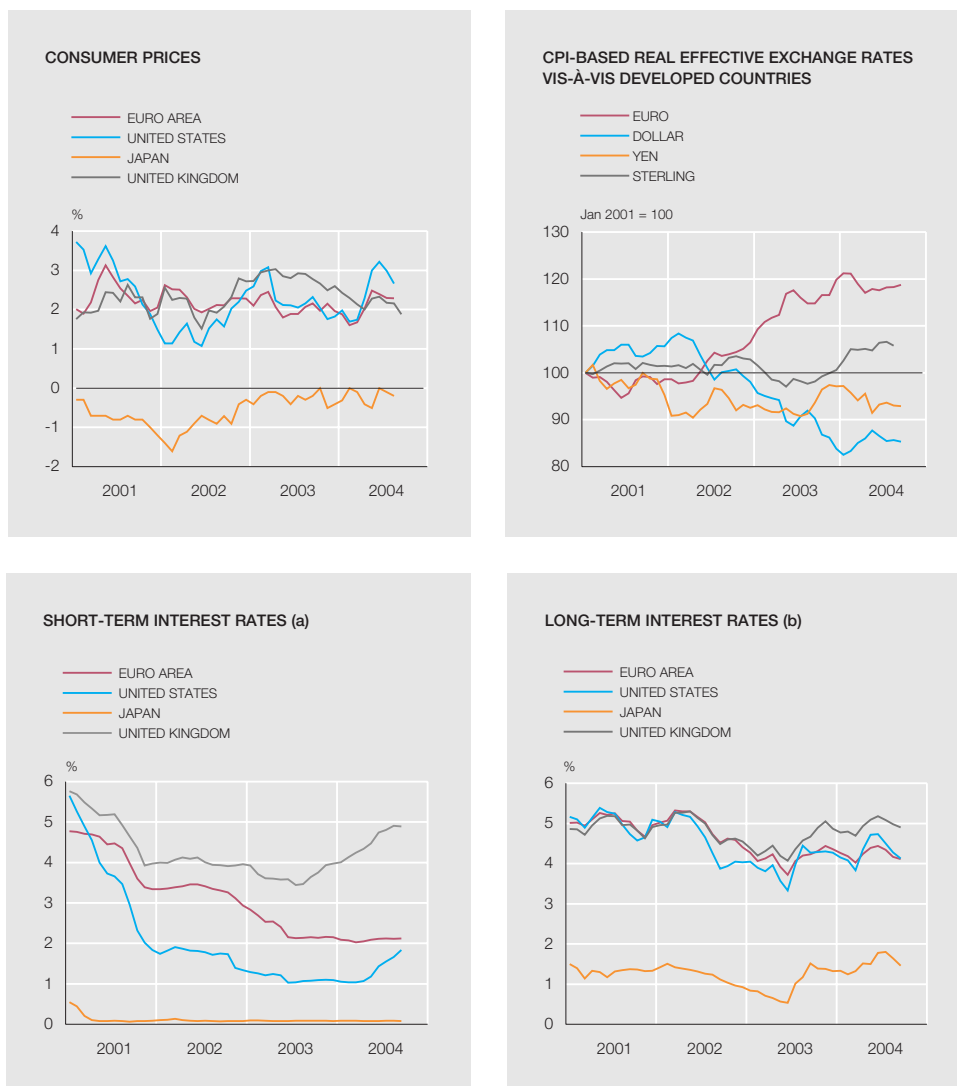 CONSUMER PRICES
EURO AREA
UNITED STATES
JAPAN
UNITED KINGDOM
%
4
3
2
1
0
-1
-2
2001 2002 2003 2004
CPI-BASED REAL EFFECTIVE EXCHANGE RATES
VIS-À-VIS DEVELOPED COUNTRIES
EURO
DOLLAR
YEN
STERLING
Jan 2001 = 100
130
120
110
100
90
80
2001 2002 2003 2004
SHORT-TERM INTEREST RATES (a)
EURO AREA
UNITED STATES
JAPAN
UNITED KINGDOM
%
6
5
4
3
2
1
0
2001 2002 2003 2004
LONG-TERM INTEREST RATES (b)
EURO AREA
UNITED STATES
JAPAN
UNITED KINGDOM
%
6
5
4
3
2
1
0
2001 2002 2003 2004